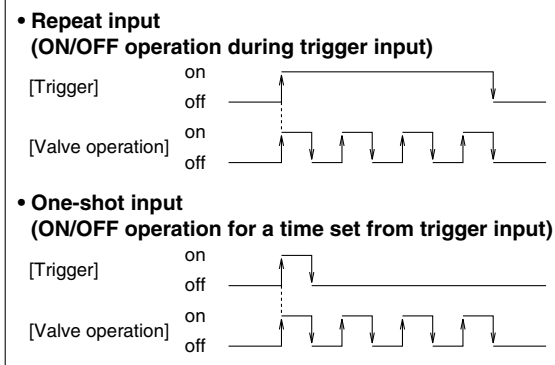 • Repeat input
(ON/OFF operation during trigger input)
on
[Trigger]
off
on
[Valve operation]
off
• One-shot input
(ON/OFF operation for a time set from trigger input)
on
[Trigger]
off
on
[Valve operation]
off